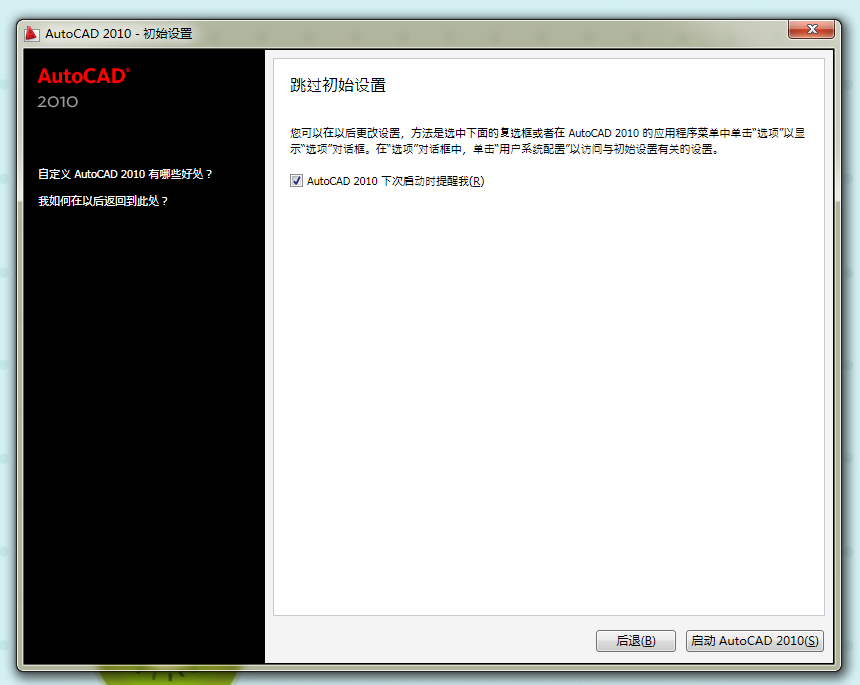 AutoCAD 2010 - 初始设置
AutoCAD®
2010
自定义 AutoCAD 2010 有哪些好处？
我如何在以后返回到此处？
跳过初始设置
您可以在以后更改设置，方法是选中下面的复选框或者在 AutoCAD 2010 的应用程序菜单中单击“选项”以显
示“选项”对话框。在“选项”对话框中，单击“用户系统配置”以访问与初始设置有关的设置。
AutoCAD 2010 下次启动时提醒我(R)
后退(B)
启动 AutoCAD 2010(S)